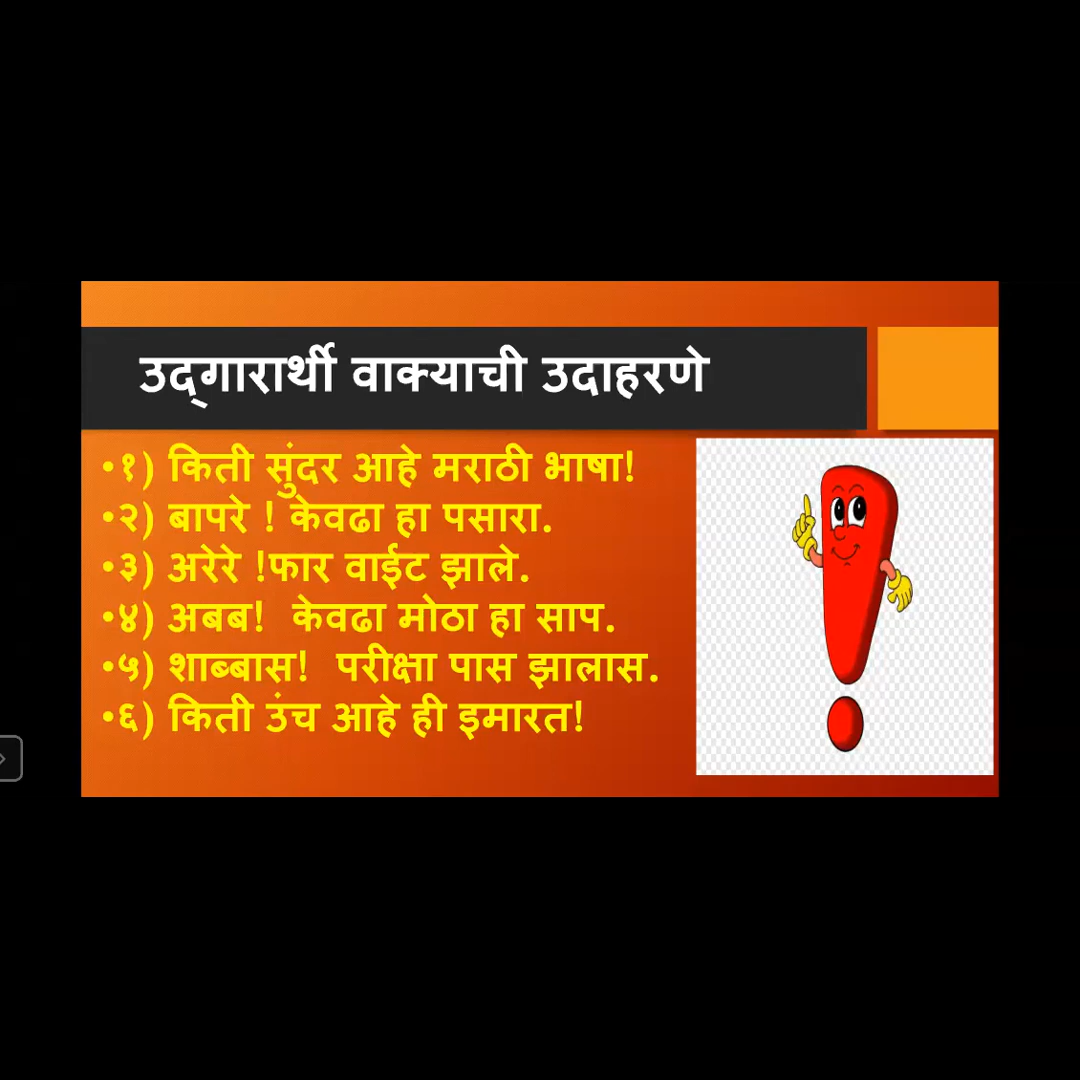 उद्‌गारार्थी वाक्याची उदाहरणे
•१) किती सुंदर आहे मराठी भाषा!
•२) बापरे ! केवढा हा पसारा.
•३) अरेरे !फार वाईट झाले.
•४) अबब!  केवढा मोठा हा साप.
•५) शाब्बास!  परीक्षा पास झालास.
•६) किती उंच आहे ही इमारत!